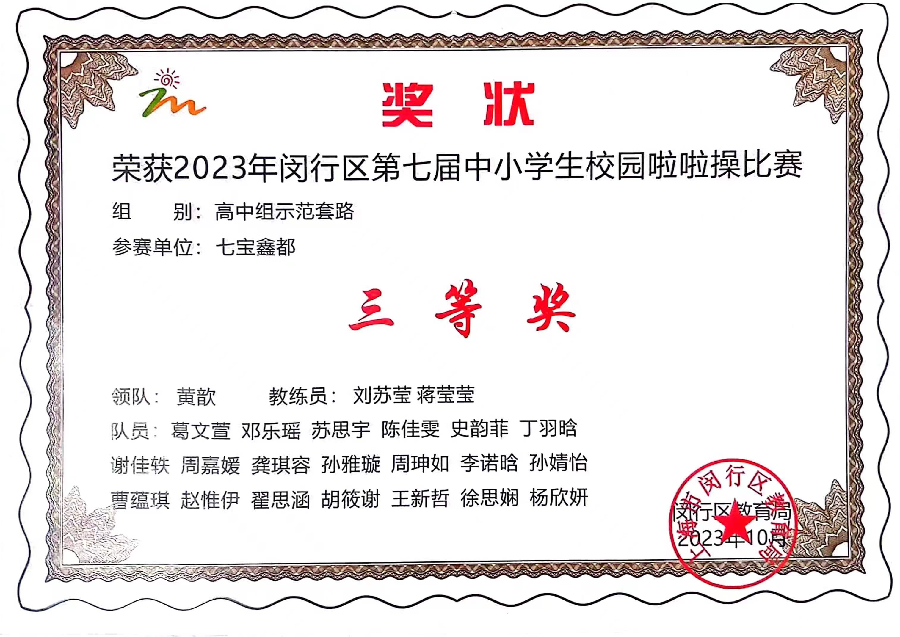 奖 状
荣获2023年闵行区第七届中小学生校园啦啦操比赛
组 别：高中组示范套路
参赛单位：七宝鑫都
三 等 奖
领队： 黄歆 教练员： 刘苏莹 蒋莹莹
队员：葛文萱 邓乐瑶 苏思宇 陈佳雯 史韵菲 丁羽晗
谢佳轶 周嘉媛 龚琪容 孙雅璇 周珅如 李诺晗 孙婧怡
曹蕴琪 赵惟伊 翟思涵 胡筱谢 王新哲 徐思娴 杨欣妍
闵行区教育局
2023年10月
上海市闵行区教育局